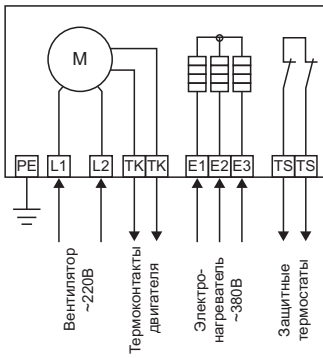 M
PE L1 L2 TK TK E1 E2 E3 TS TS
Вентилятор
~220В
Термоконтакты
двигателя
Электро-
нагреватель
~380В
Защитные
термостаты